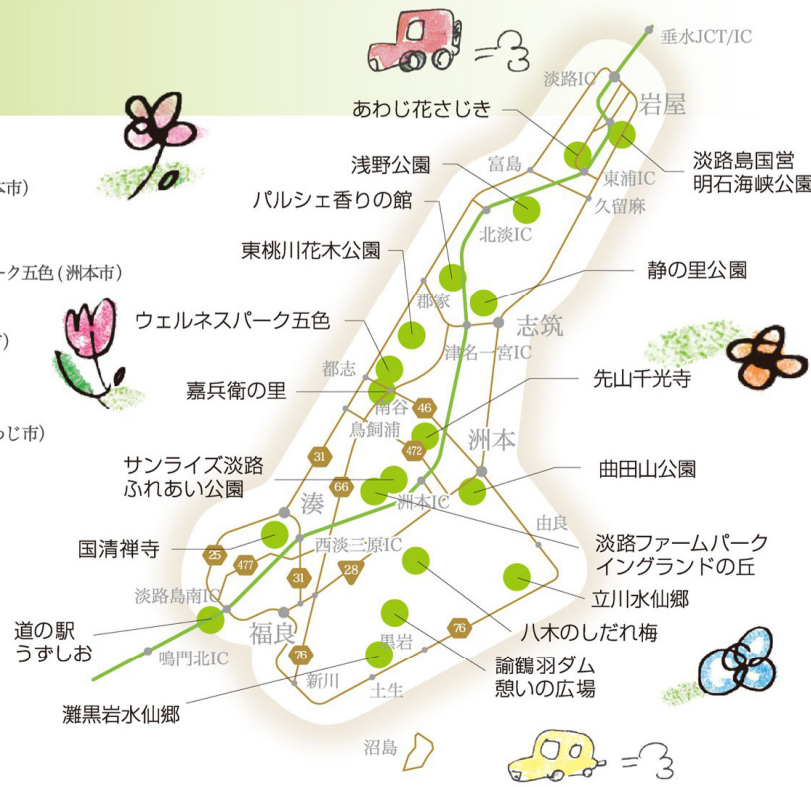 垂水JCT/IC
淡路IC
岩屋
あわじ花さじき
淡路島国営
明石海峡公園
浅野公園
富島
東浦IC
久留麻
パルシェ香りの館
北淡IC
東桃川花木公園
静の里公園
郡家
ーク五色(洲本市)
ウェルネスパーク五色
志筑
津名一宮IC
都志
先山千光寺
嘉兵衛の里
南谷
46
鳥飼浦
洲本
わじ市)
31
472
サンライズ淡路
ふれあい公園
曲田山公園
66
洲本IC
湊
由良
国清禅寺
西淡三原IC
淡路ファームパーク
イングランドの丘
25
477
28
31
立川水仙郷
淡路島南IC
道の駅
うずしお
福良
八木のしだれ梅
76
黒岩
鳴門北IC
76
諭鶴羽ダム
憩いの広場
新川
土生
灘黒岩水仙郷
沼島